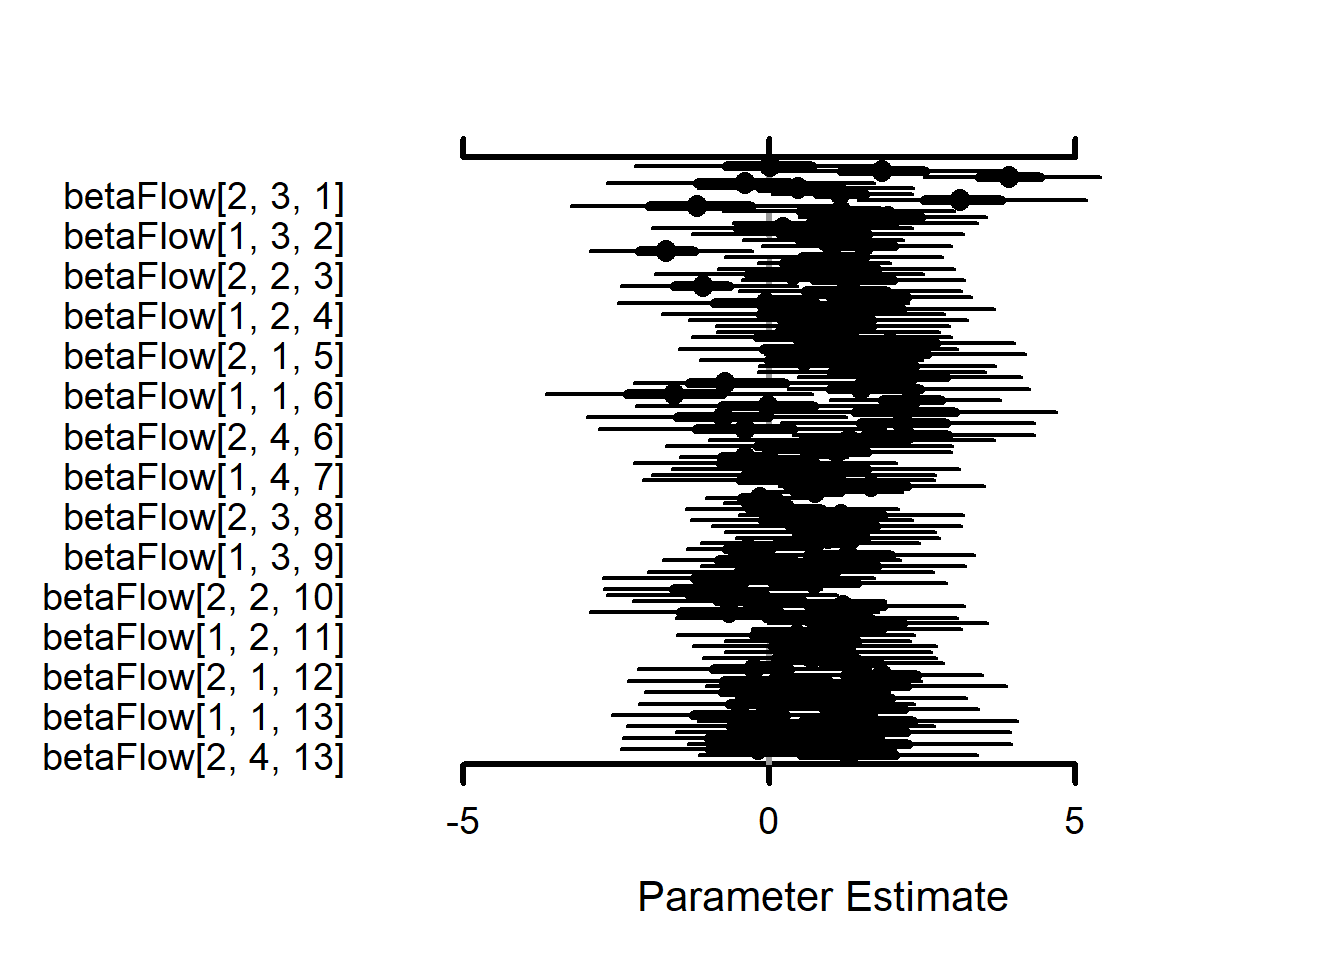 betaFlow[2, 3, 1]
betaFlow[1, 3, 2]
betaFlow[2, 2, 3]
betaFlow[1, 2, 4]
betaFlow[2, 1, 5]
betaFlow[1, 1, 6]
betaFlow[2, 4, 6]
betaFlow[1, 4, 7]
betaFlow[2, 3, 8]
betaFlow[1, 3, 9]
betaFlow[2, 2, 10]
betaFlow[1, 2, 11]
betaFlow[2, 1, 12]
betaFlow[1, 1, 13]
betaFlow[2, 4, 13]
-5 0 5
Parameter Estimate